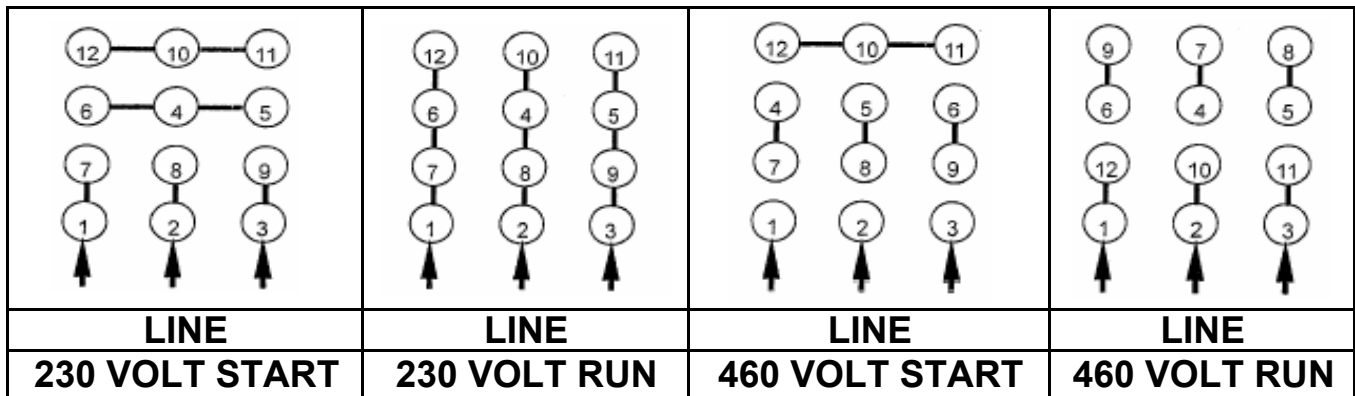 12 10 11
6 4 5
7 8 9
1 2 3
LINE
230 VOLT START
12 10 11
6 4 5
7 8 9
1 2 3
LINE
230 VOLT RUN
12 10 11
4 5 6
7 8 9
1 2 3
LINE
460 VOLT START
9 7 8
6 4 5
12 10 11
1 2 3
LINE
460 VOLT RUN